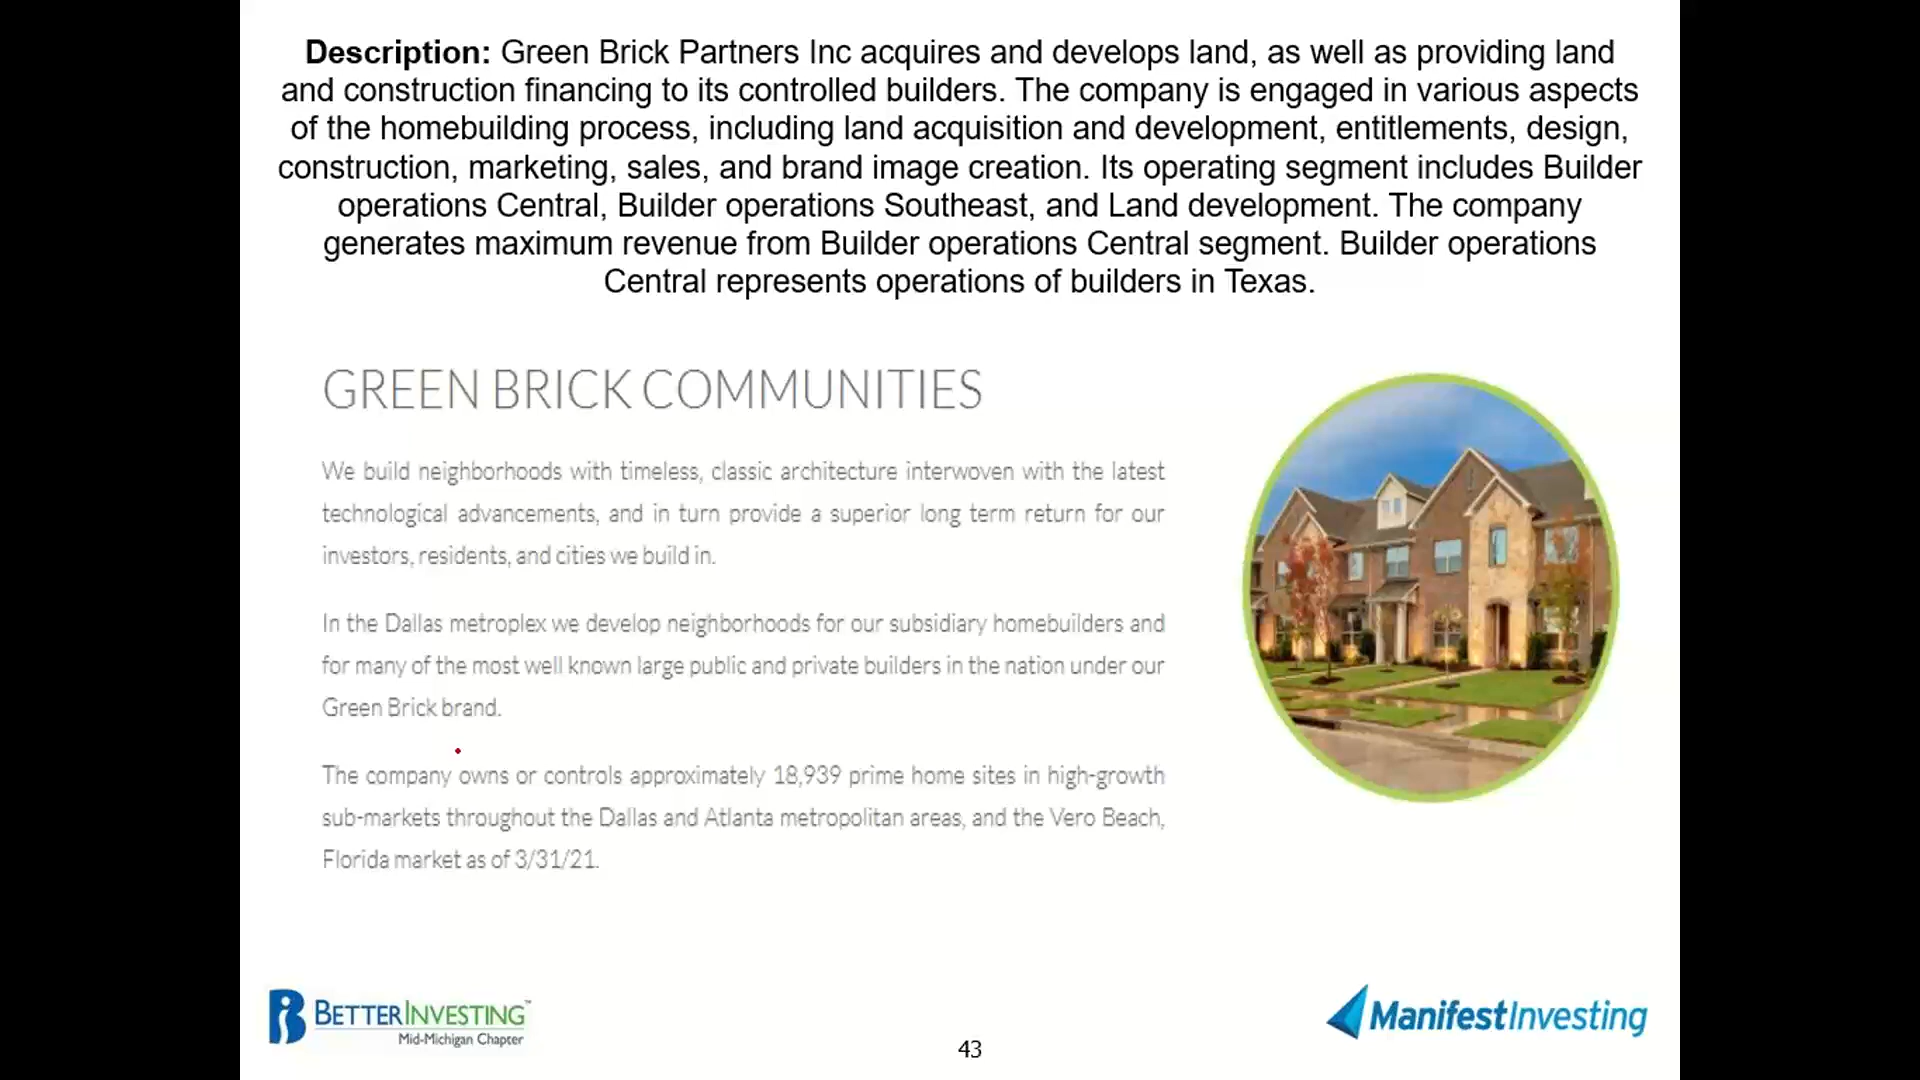 Description: Green Brick Partners Inc acquires and develops land, as well as providing land
and construction financing to its controlled builders. The company is engaged in various aspects
of the homebuilding process, including land acquisition and development, entitlements, design,
construction, marketing, sales, and brand image creation. Its operating segment includes Builder
operations Central, Builder operations Southeast, and Land development. The company
generates maximum revenue from Builder operations Central segment. Builder operations
Central represents operations of builders in Texas.
GREEN BRICK COMMUNITIES
We build neighborhoods with timeless, classic architecture interwoven with the latest
technological advancements, and in turn provide a superior long term return for our
investors, residents, and cities we build in.
In the Dallas metroplex we develop neighborhoods for our subsidiary homebuilders and
for many of the most well known large public and private builders in the nation under our
Green Brick brand.
The company owns or controls approximately 18,939 prime home sites in high-growth
sub-markets throughout the Dallas and Atlanta metropolitan areas, and the Vero Beach,
Florida market as of 3/31/21.
BETTERINVESTING™
Mid-Michigan Chapter
43
ManifestInvesting